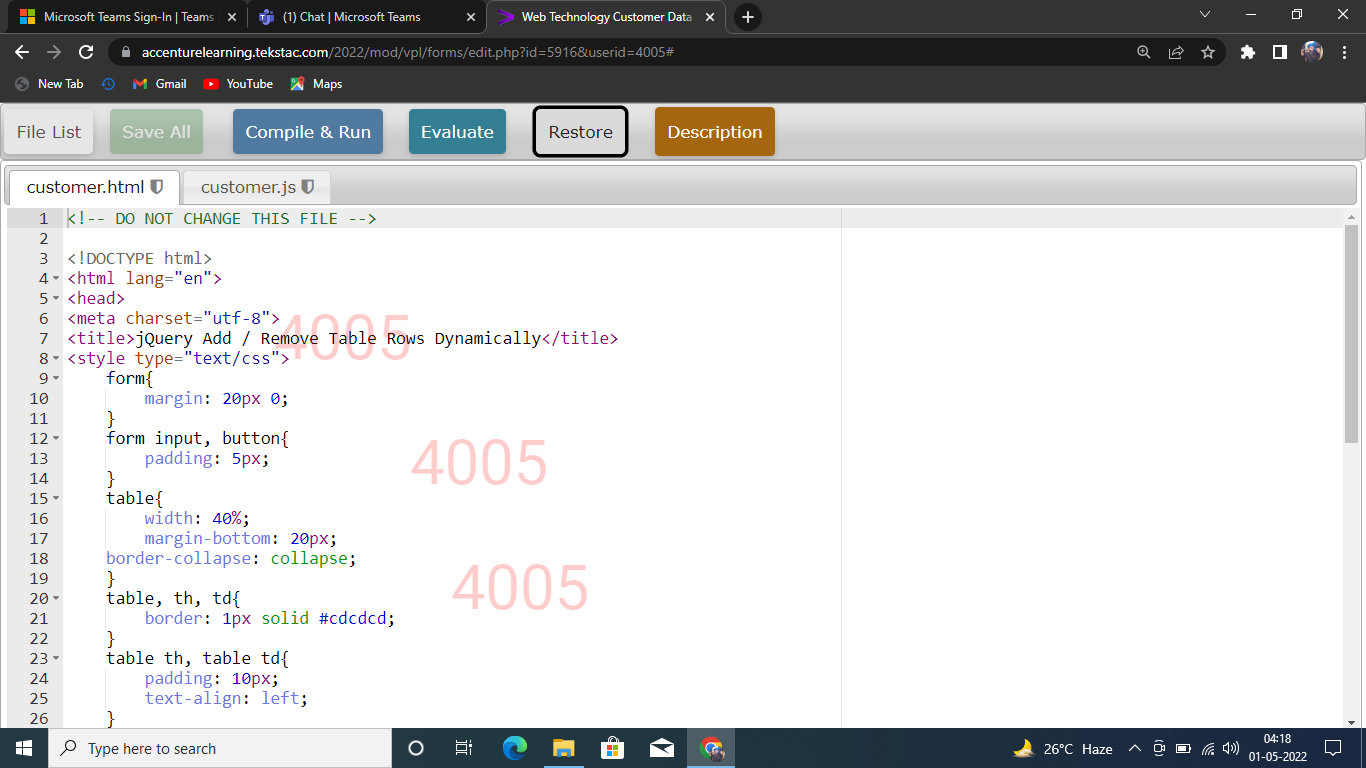 Microsoft Teams Sign-In | Teams
(1) Chat | Microsoft Teams
Web Technology Customer Data
accenturelearning.tekstac.com/2022/mod/vpl/forms/edit.php?id=5916&userid=4005#
New Tab
Gmail
YouTube
Maps
File List
Save All
Compile & Run
Evaluate
Restore
Description
customer.html
customer.js
1 <!-- DO NOT CHANGE THIS FILE -->
2
3 <!DOCTYPE html>
4 <html lang="en">
5 <head>
6 <meta charset="utf-8">
7 <title>jQuery Add / Remove Table Rows Dynamically</title>
8 <style type="text/css">
9 form{
10 margin: 20px 0;
11 }
12 form input, button{
13 padding: 5px;
14 }
15 table{
16 width: 40%;
17 margin-bottom: 20px;
18 border-collapse: collapse;
19 }
20 table, th, td{
21 border: 1px solid #cdcdcd;
22 }
23 table th, table td{
24 padding: 10px;
25 text-align: left;
26 }
4005
4005
4005
Type here to search
26°C Haze
04:18
01-05-2022